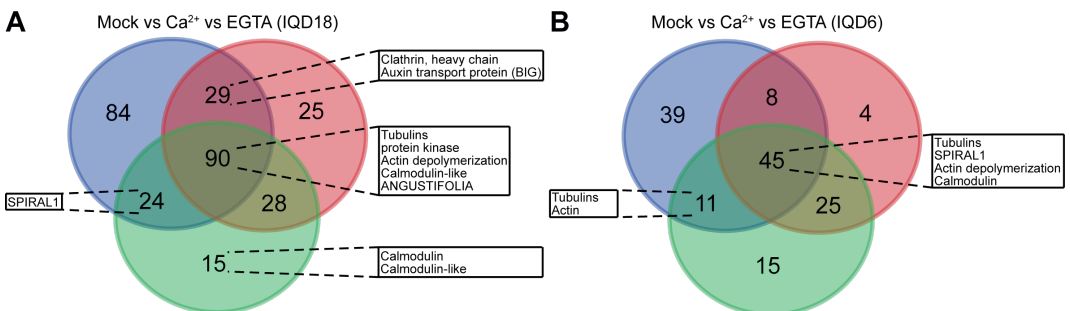 A
Mock vs Ca²⁺ vs EGTA (IQD18)
84
29
25
90
24
28
15
Clathrin, heavy chain
Auxin transport protein (BIG)
Tubulins
protein kinase
Actin depolymerization
Calmodulin-like
ANGUSTIFOLIA
SPIRAL1
Calmodulin
Calmodulin-like
B
Mock vs Ca²⁺ vs EGTA (IQD6)
39
8
4
45
11
25
15
Tubulins
SPIRAL1
Actin depolymerization
Calmodulin
Tubulins
Actin